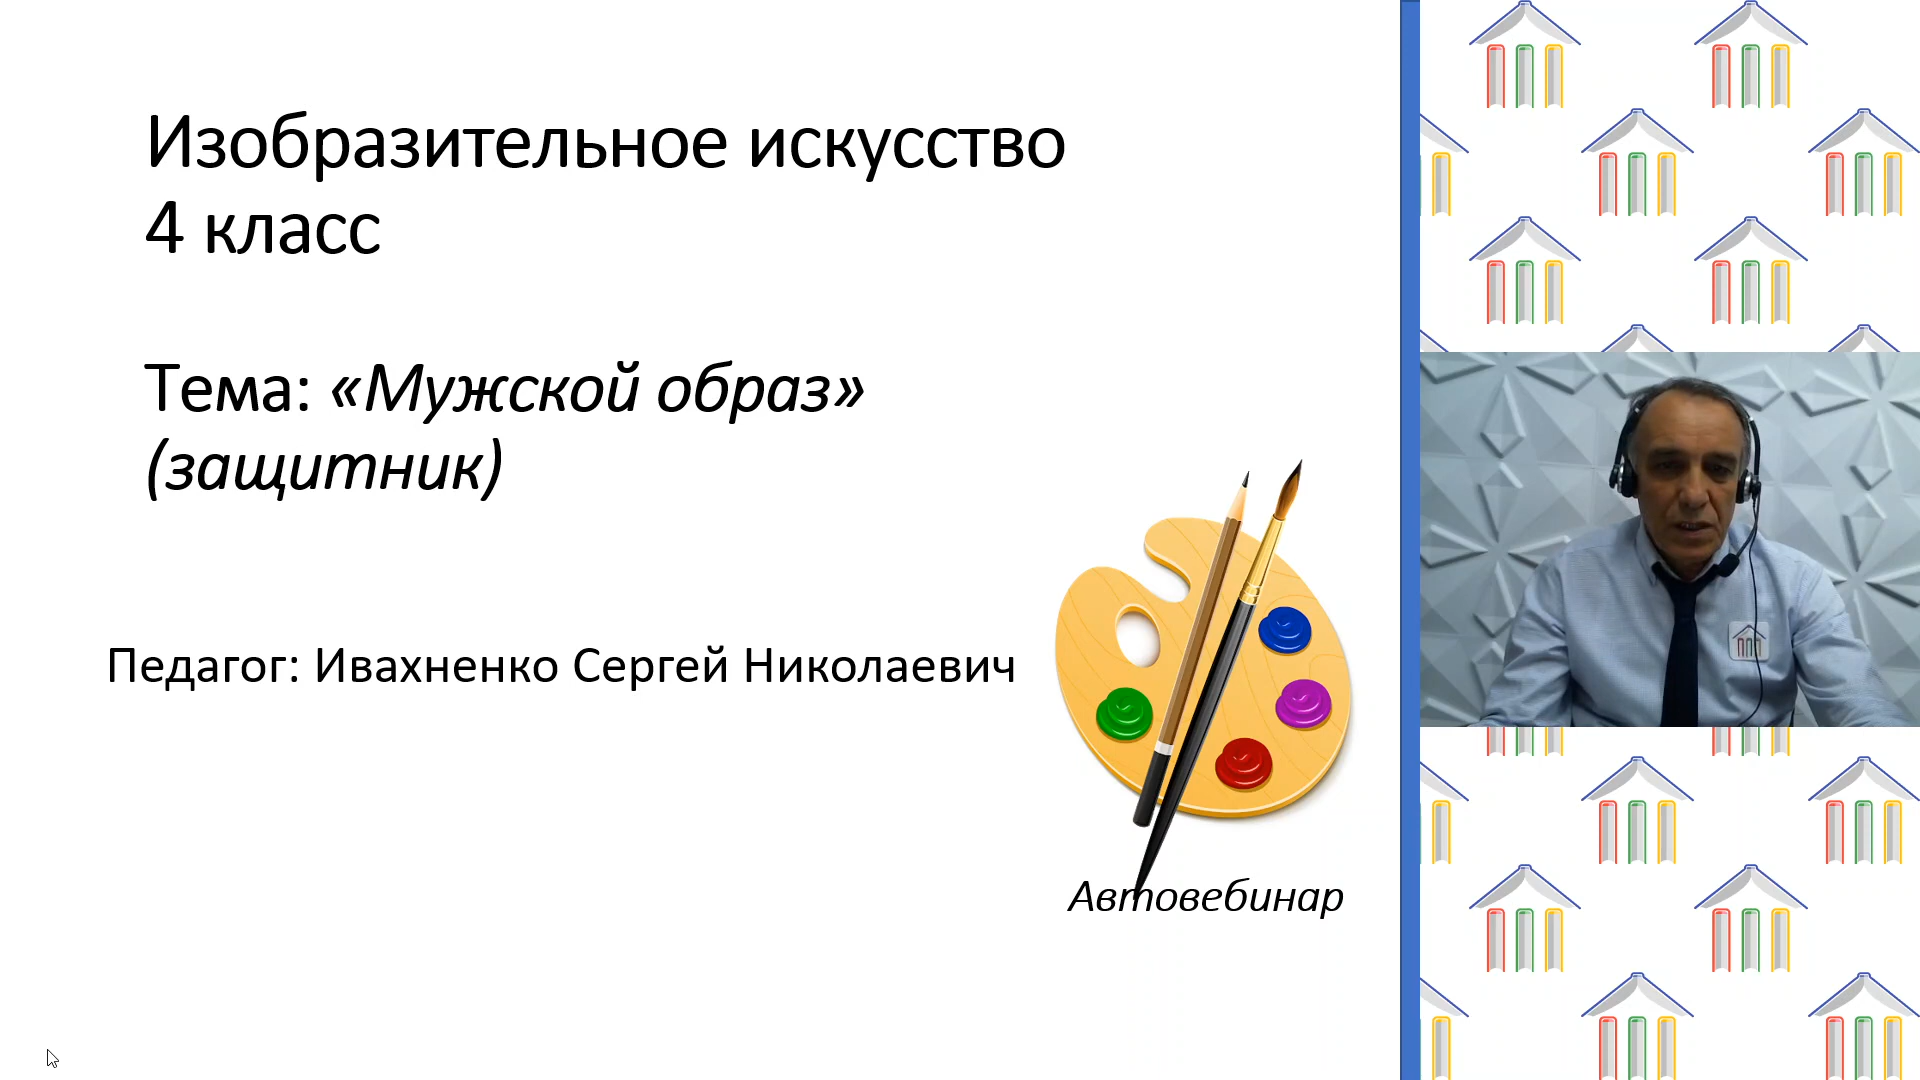 Изобразительное искусство
4 класс
Тема: «Мужской образ»
(защитник)
Педагог: Ивахненко Сергей Николаевич
Автовебинар